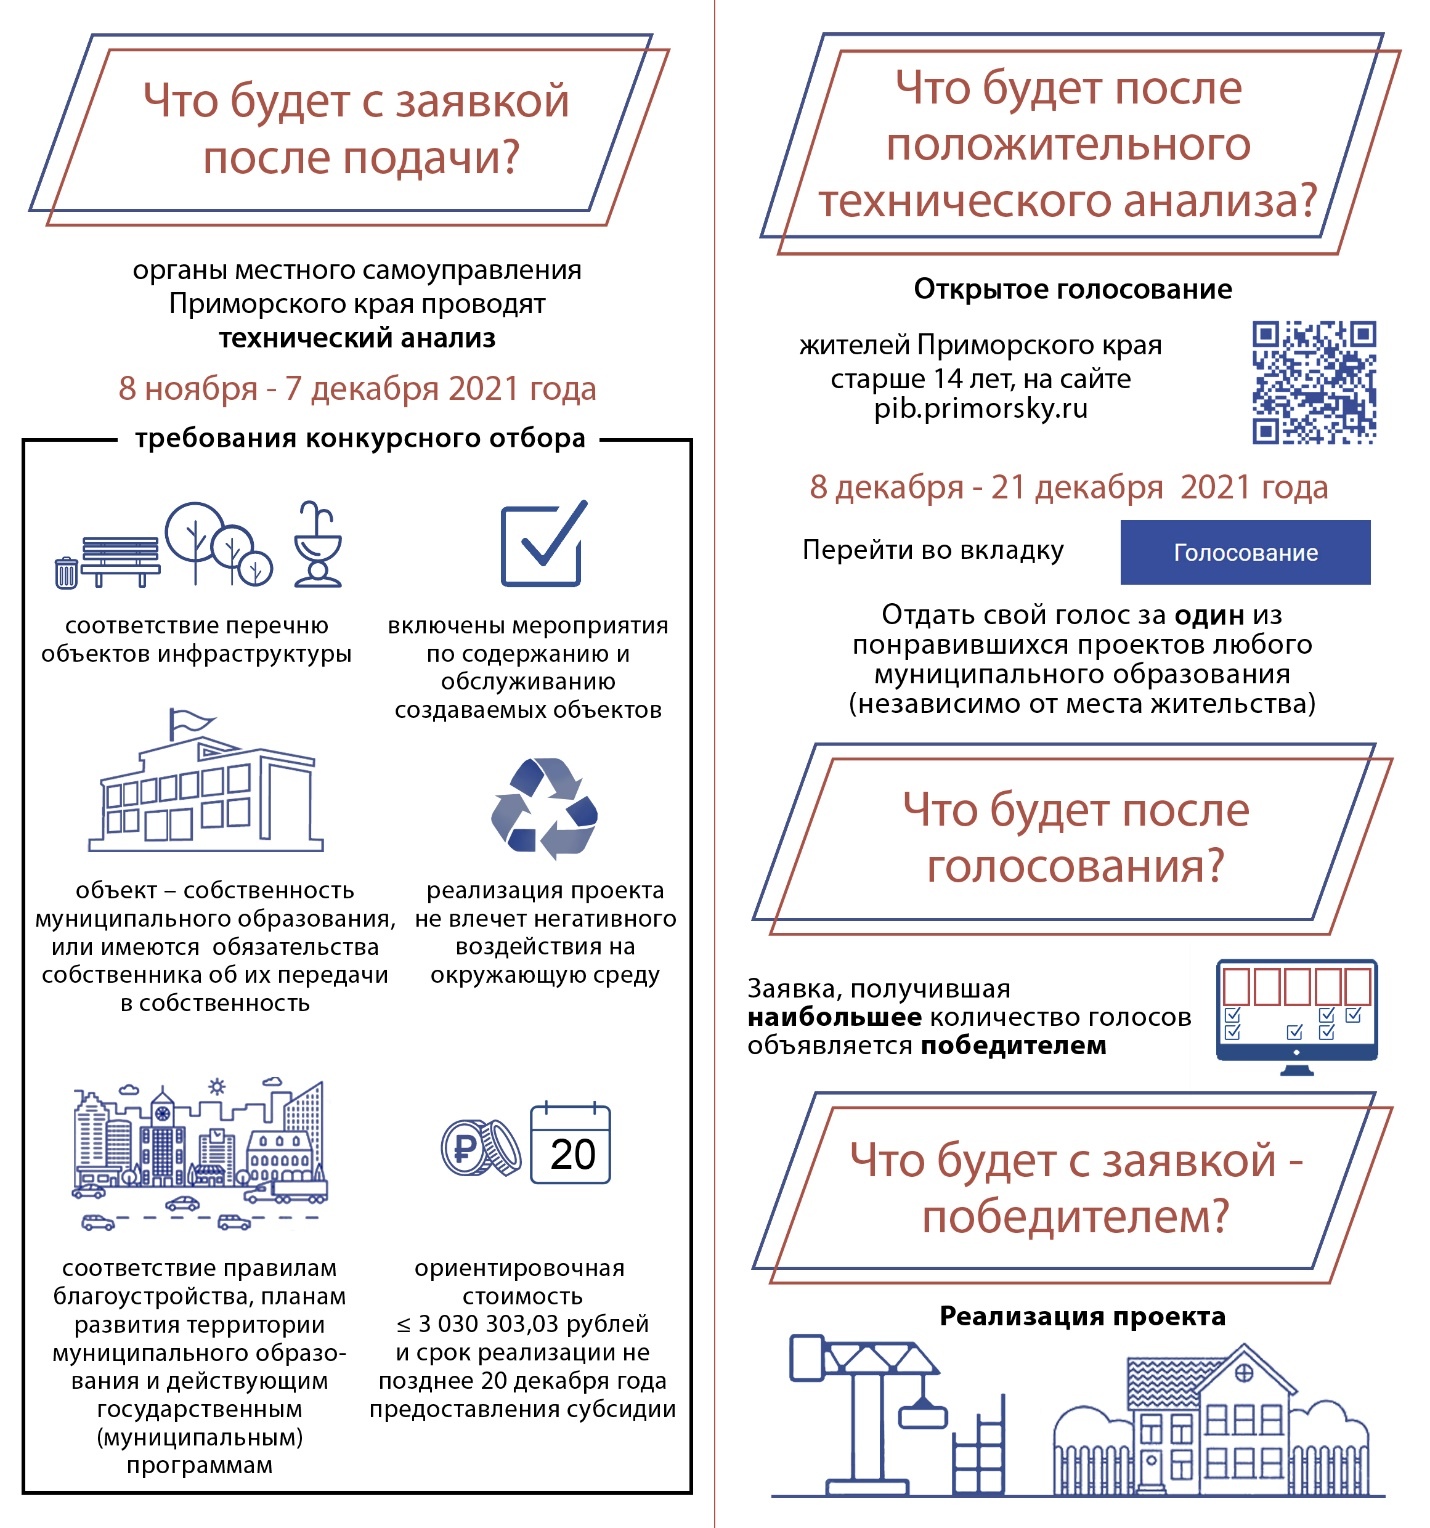 Что будет с заявкой
после подачи?
органы местного самоуправления
Приморского края проводят
технический анализ
8 ноября - 7 декабря 2021 года
требования конкурсного отбора
соответствие перечню
объектов инфраструктуры
включены мероприятия
по содержанию и
обслуживанию
создаваемых объектов
объект – собственность
муниципального образования,
или имеются обязательства
собственника об их передачи
в собственность
реализация проекта
не влечет негативного
воздействия на
окружающую среду
₽
20
соответствие правилам
благоустройства, планам
развития территории
муниципального образо-
вания и действующим
государственным
(муниципальным)
программам
ориентировочная
стоимость
≤ 3 030 303,03 рублей
и срок реализации не
позднее 20 декабря года
предоставления субсидии
Что будет после
положительного
технического анализа?
Открытое голосование
жителей Приморского края
старше 14 лет, на сайте
pib.primorsky.ru
8 декабря - 21 декабря 2021 года
Перейти во вкладку
Голосование
Отдать свой голос за один из
понравившихся проектов любого
муниципального образования
(независимо от места жительства)
Что будет после
голосования?
Заявка, получившая
наибольшее количество голосов
объявляется победителем
Что будет с заявкой -
победителем?
Реализация проекта